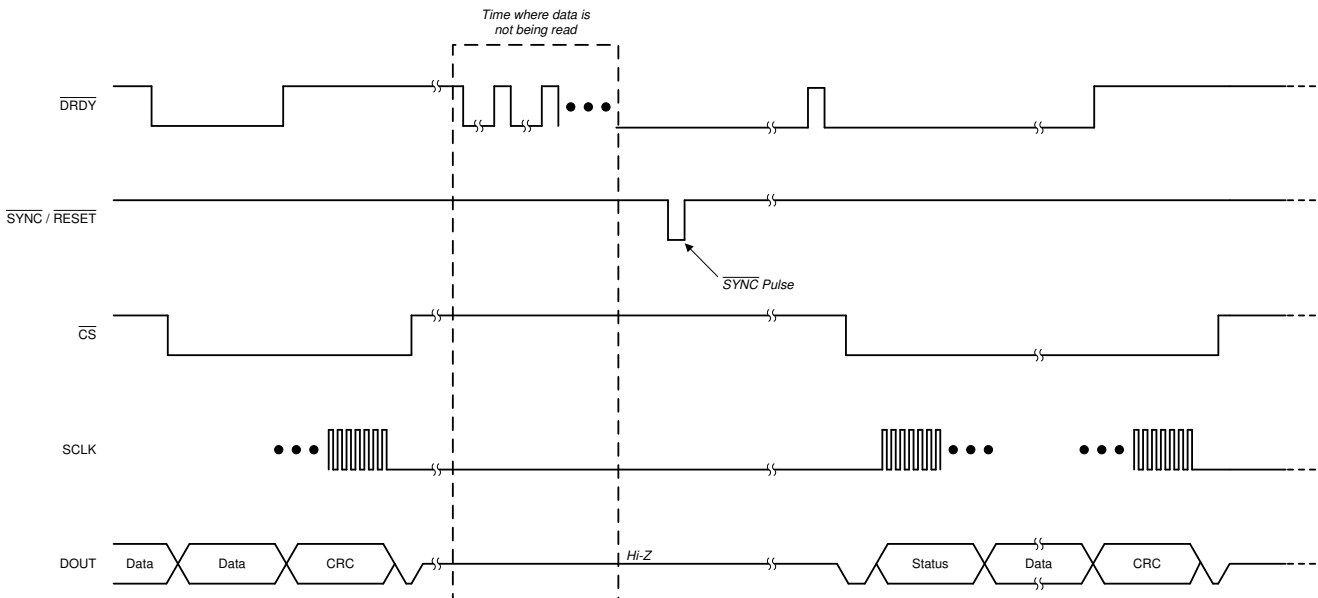 Time where data is
not being read
DRDY
SYNC / RESET
SYNC Pulse
CS
SCLK
DOUT
Data
Data
CRC
Hi-Z
Status
Data
CRC